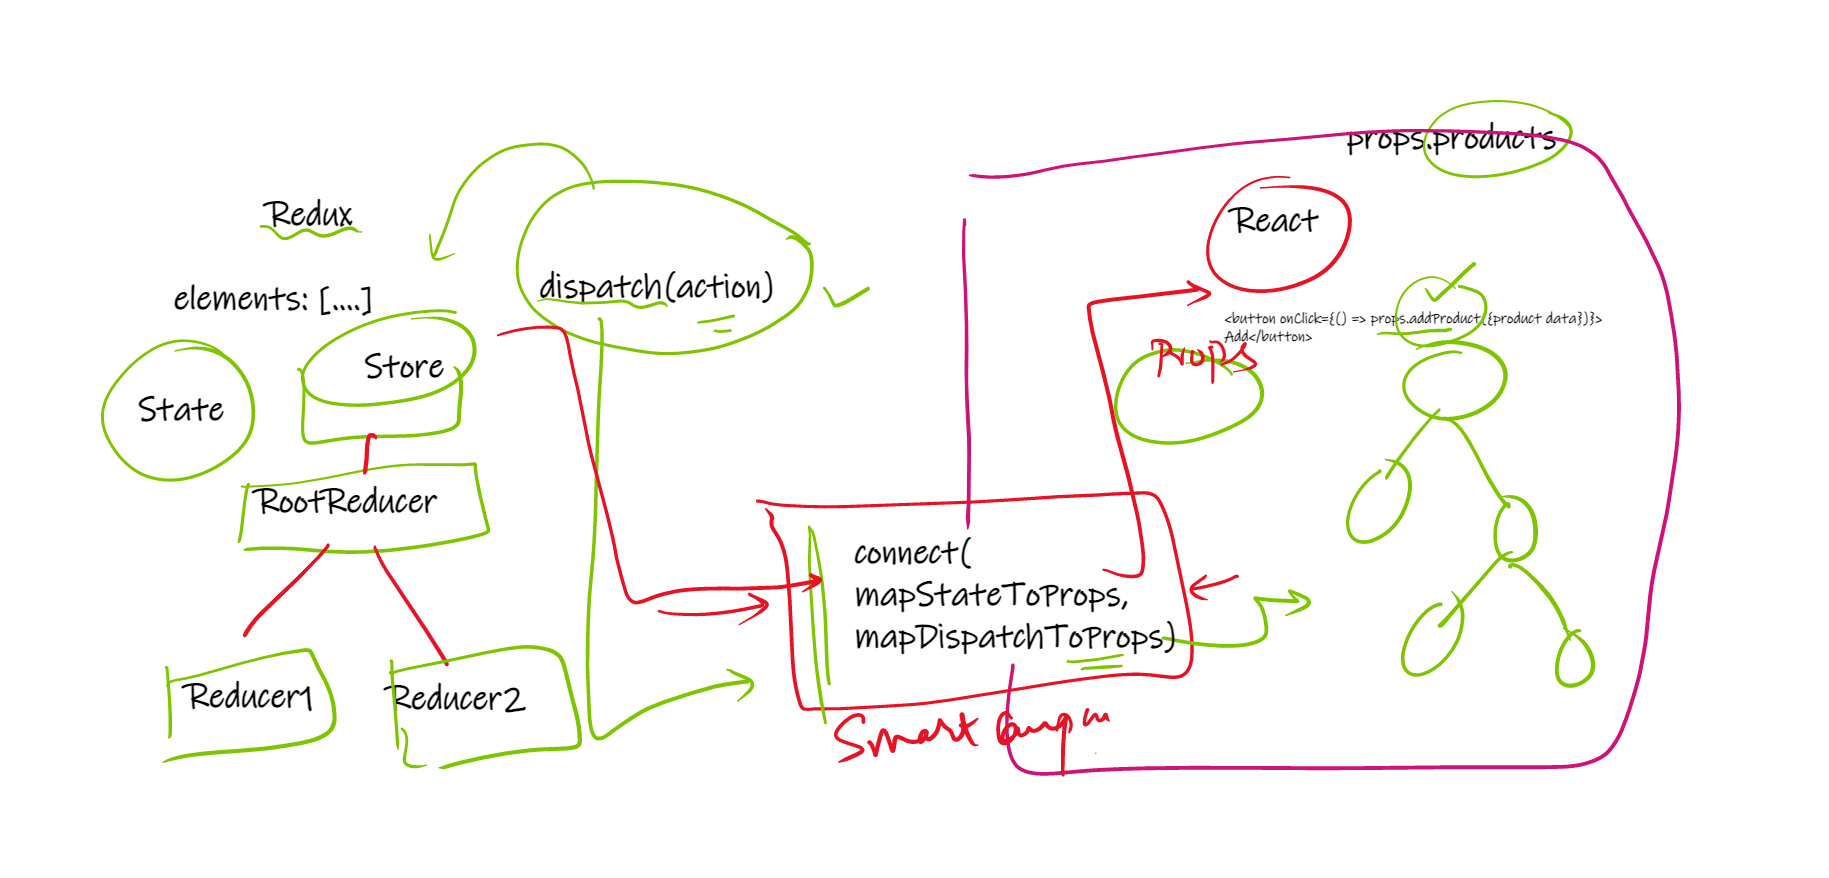 props.products
Redux
React
dispatch(action)
elements: [....]
<button onClick={() => props.addProduct({product data})}>
Add</button>
Props
Store
State
RootReducer
connect(
mapStateToProps,
mapDispatchToProps)
Reducer1
Reducer2
Smart